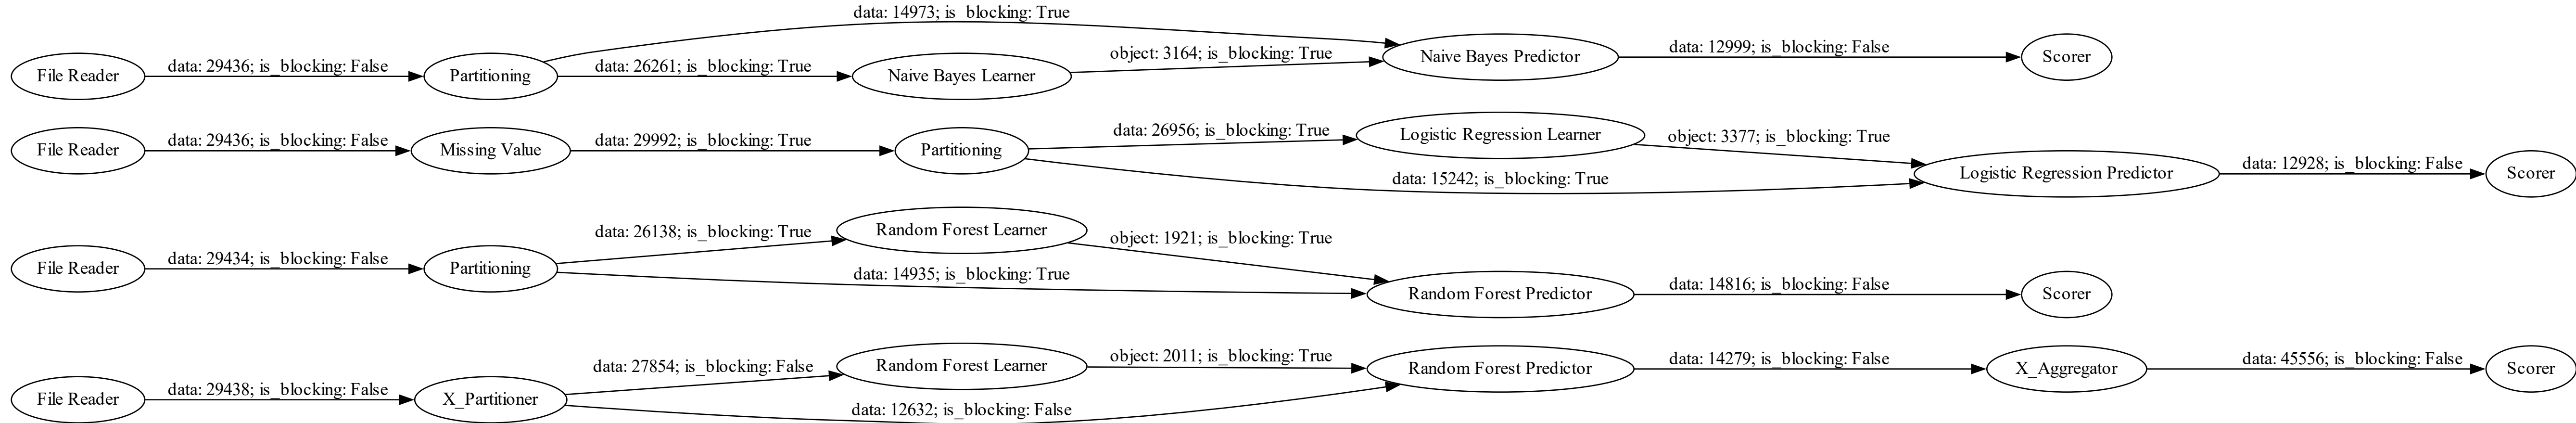 data: 14973; is_blocking: True
File Reader
data: 29436; is_blocking: False
Partitioning
data: 26261; is_blocking: True
Naive Bayes Learner
object: 3164; is_blocking: True
Naive Bayes Predictor
data: 12999; is_blocking: False
Scorer
File Reader
data: 29436; is_blocking: False
Missing Value
data: 29992; is_blocking: True
Partitioning
data: 26956; is_blocking: True
Logistic Regression Learner
object: 3377; is_blocking: True
data: 15242; is_blocking: True
Logistic Regression Predictor
data: 12928; is_blocking: False
Scorer
File Reader
data: 29434; is_blocking: False
Partitioning
data: 26138; is_blocking: True
Random Forest Learner
object: 1921; is_blocking: True
data: 14935; is_blocking: True
Random Forest Predictor
data: 14816; is_blocking: False
Scorer
File Reader
data: 29438; is_blocking: False
X_Partitioner
data: 27854; is_blocking: False
Random Forest Learner
object: 2011; is_blocking: True
data: 12632; is_blocking: False
Random Forest Predictor
data: 14279; is_blocking: False
X_Aggregator
data: 45556; is_blocking: False
Scorer